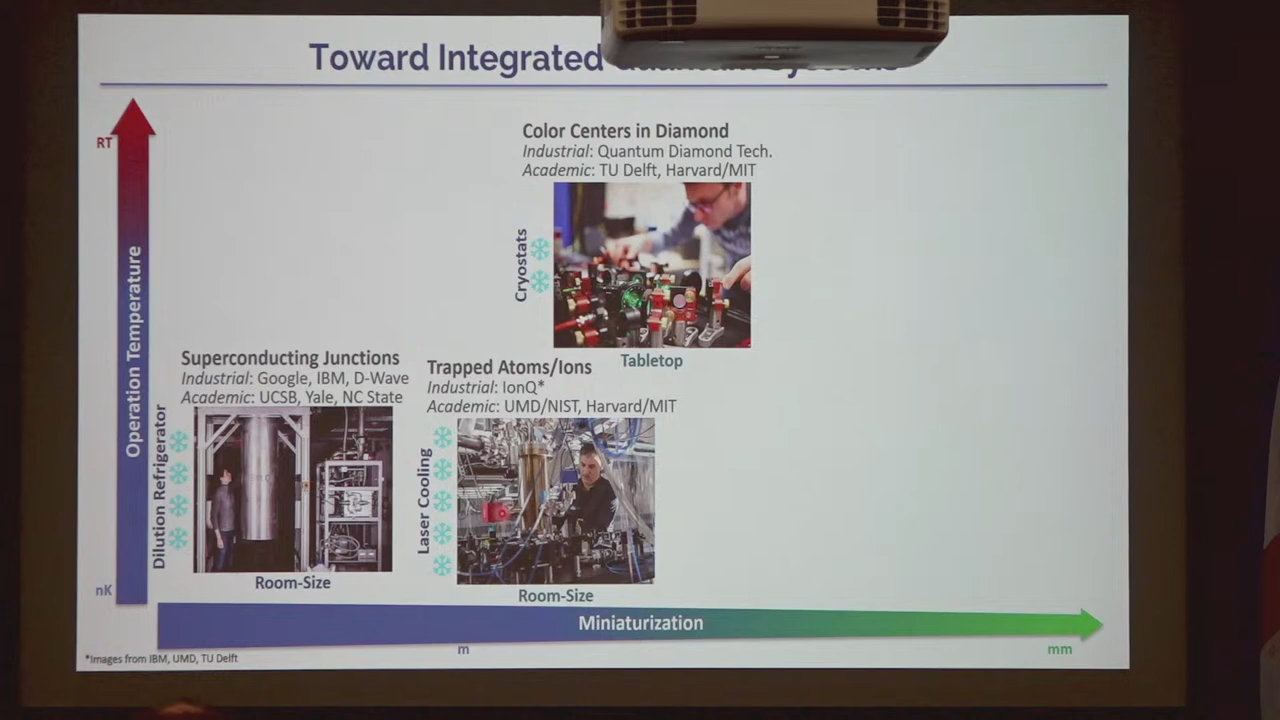 Toward Integrated
RT
Color Centers in Diamond
Industrial: Quantum Diamond Tech.
Academic: TU Delft, Harvard/MIT
Cryostats
Tabletop
Operation Temperature
Superconducting Junctions
Industrial: Google, IBM, D-Wave
Academic: UCSB, Yale, NC State
Dilution Refrigerator
Room-Size
Trapped Atoms/Ions
Industrial: IonQ*
Academic: UMD/NIST, Harvard/MIT
Laser Cooling
Room-Size
nK
Miniaturization
m
mm
*Images from IBM, UMD, TU Delft